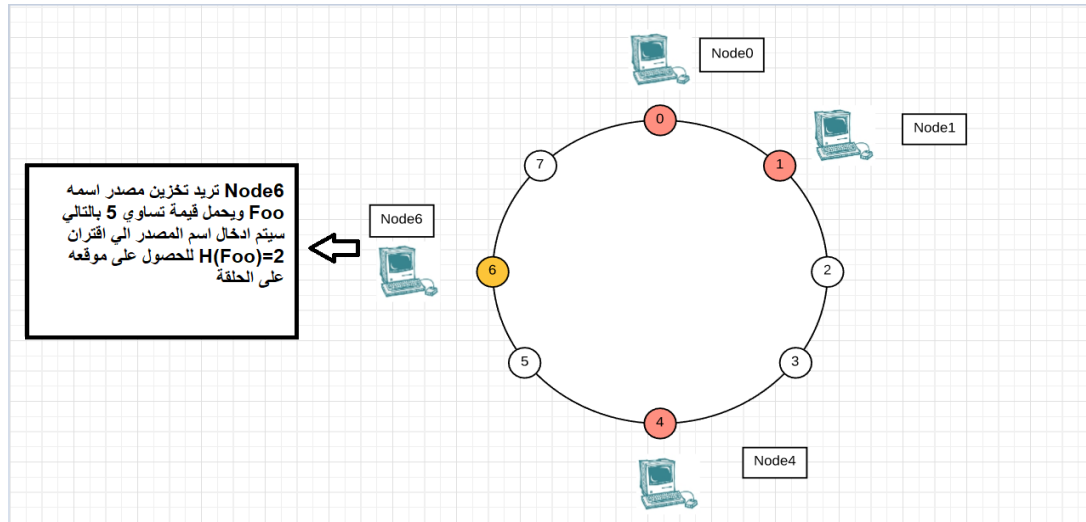 Node0
Node1
0
1
7
Node6 تريد تخزين مصدر اسمه
Foo ويحمل قيمة تساوي 5 بالتالي
سيتم ادخال اسم المصدر الي اقتران
H(Foo)=2 للحصول على موقعه
على الحلقة
Node6
6
2
5
3
4
Node4